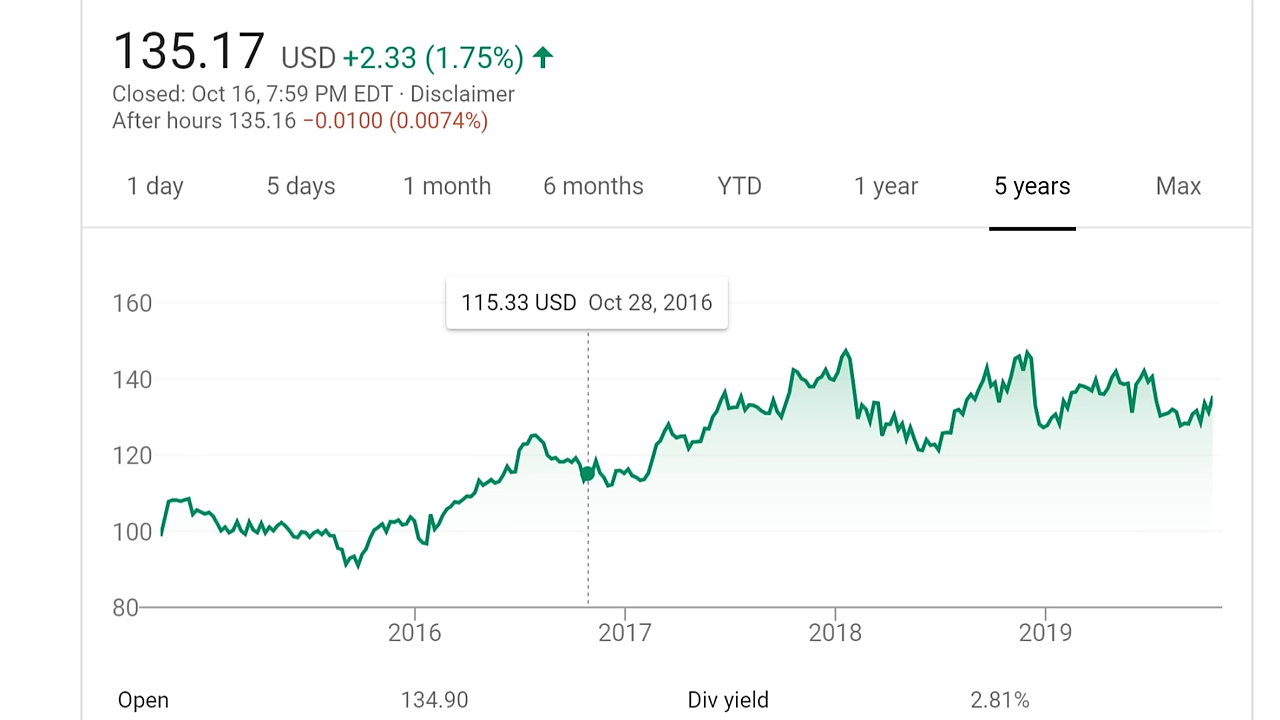 135.17 USD +2.33 (1.75%)
Closed: Oct 16, 7:59 PM EDT · Disclaimer
After hours 135.16 −0.0100 (0.0074%)
1 day 5 days 1 month 6 months YTD 1 year 5 years Max
115.33 USD Oct 28, 2016
160
140
120
100
80
2016 2017 2018 2019
Open 134.90 Div yield 2.81%